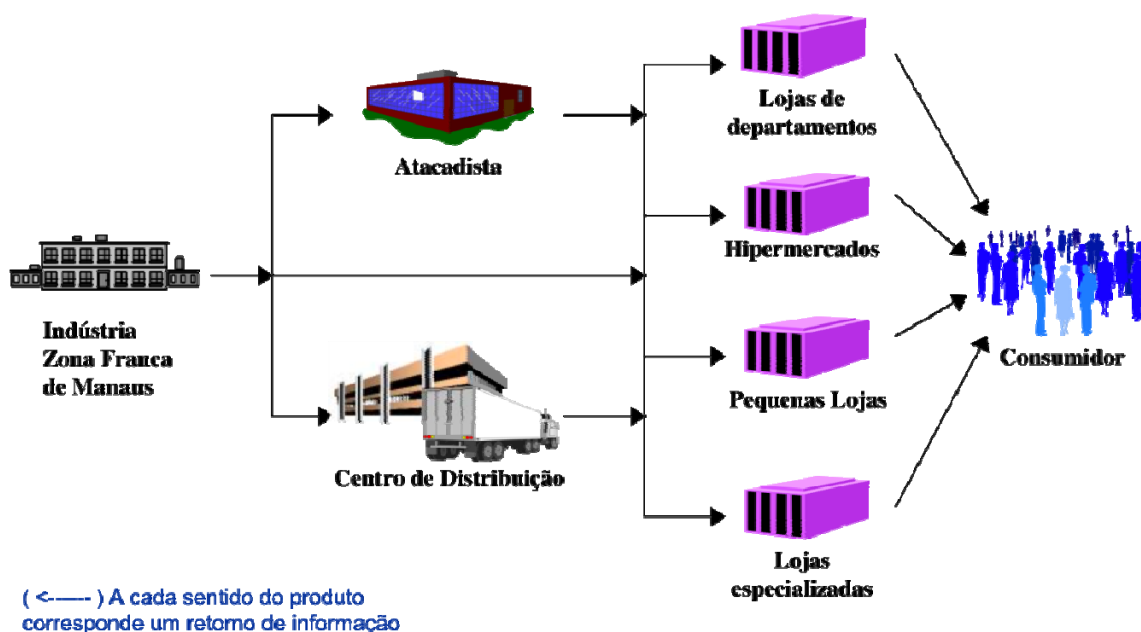 Lojas de
departamentos
Atacadista
Hipermercados
Indústria
Zona Franca
de Manaus
Consumidor
Pequenas Lojas
Centro de Distribuição
Lojas
especializadas
( <------ ) A cada sentido do produto
corresponde um retorno de informação